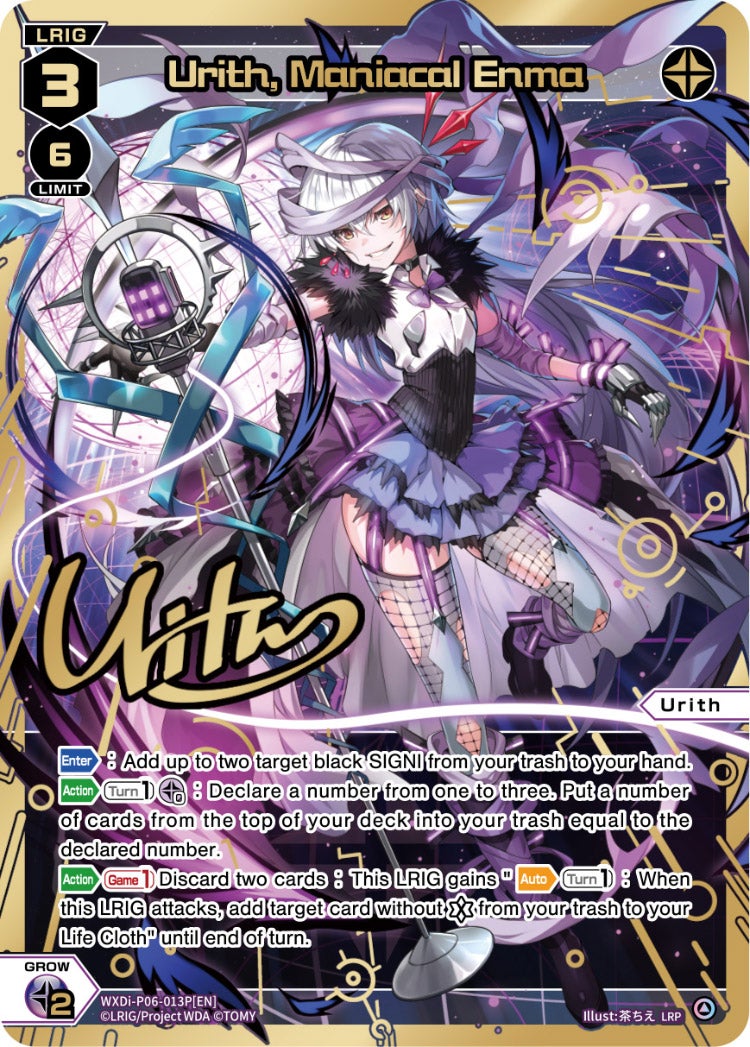 LRIG
3
Urith, Maniacal Enma
6
LIMIT
Urith
Urith
Enter : Add up to two target black SIGNI from your trash to your hand.
Action Turn 1 0 : Declare a number from one to three. Put a number
of cards from the top of your deck into your trash equal to the
declared number.
Action Game 1 Discard two cards : This LRIG gains " Auto Turn 1 : When
this LRIG attacks, add target card without from your trash to your
Life Cloth" until end of turn.
GROW
2
WXDi-P06-013P[EN]
©LRIG/Project WDA ©TOMY
Illust:茶ちえ LRP